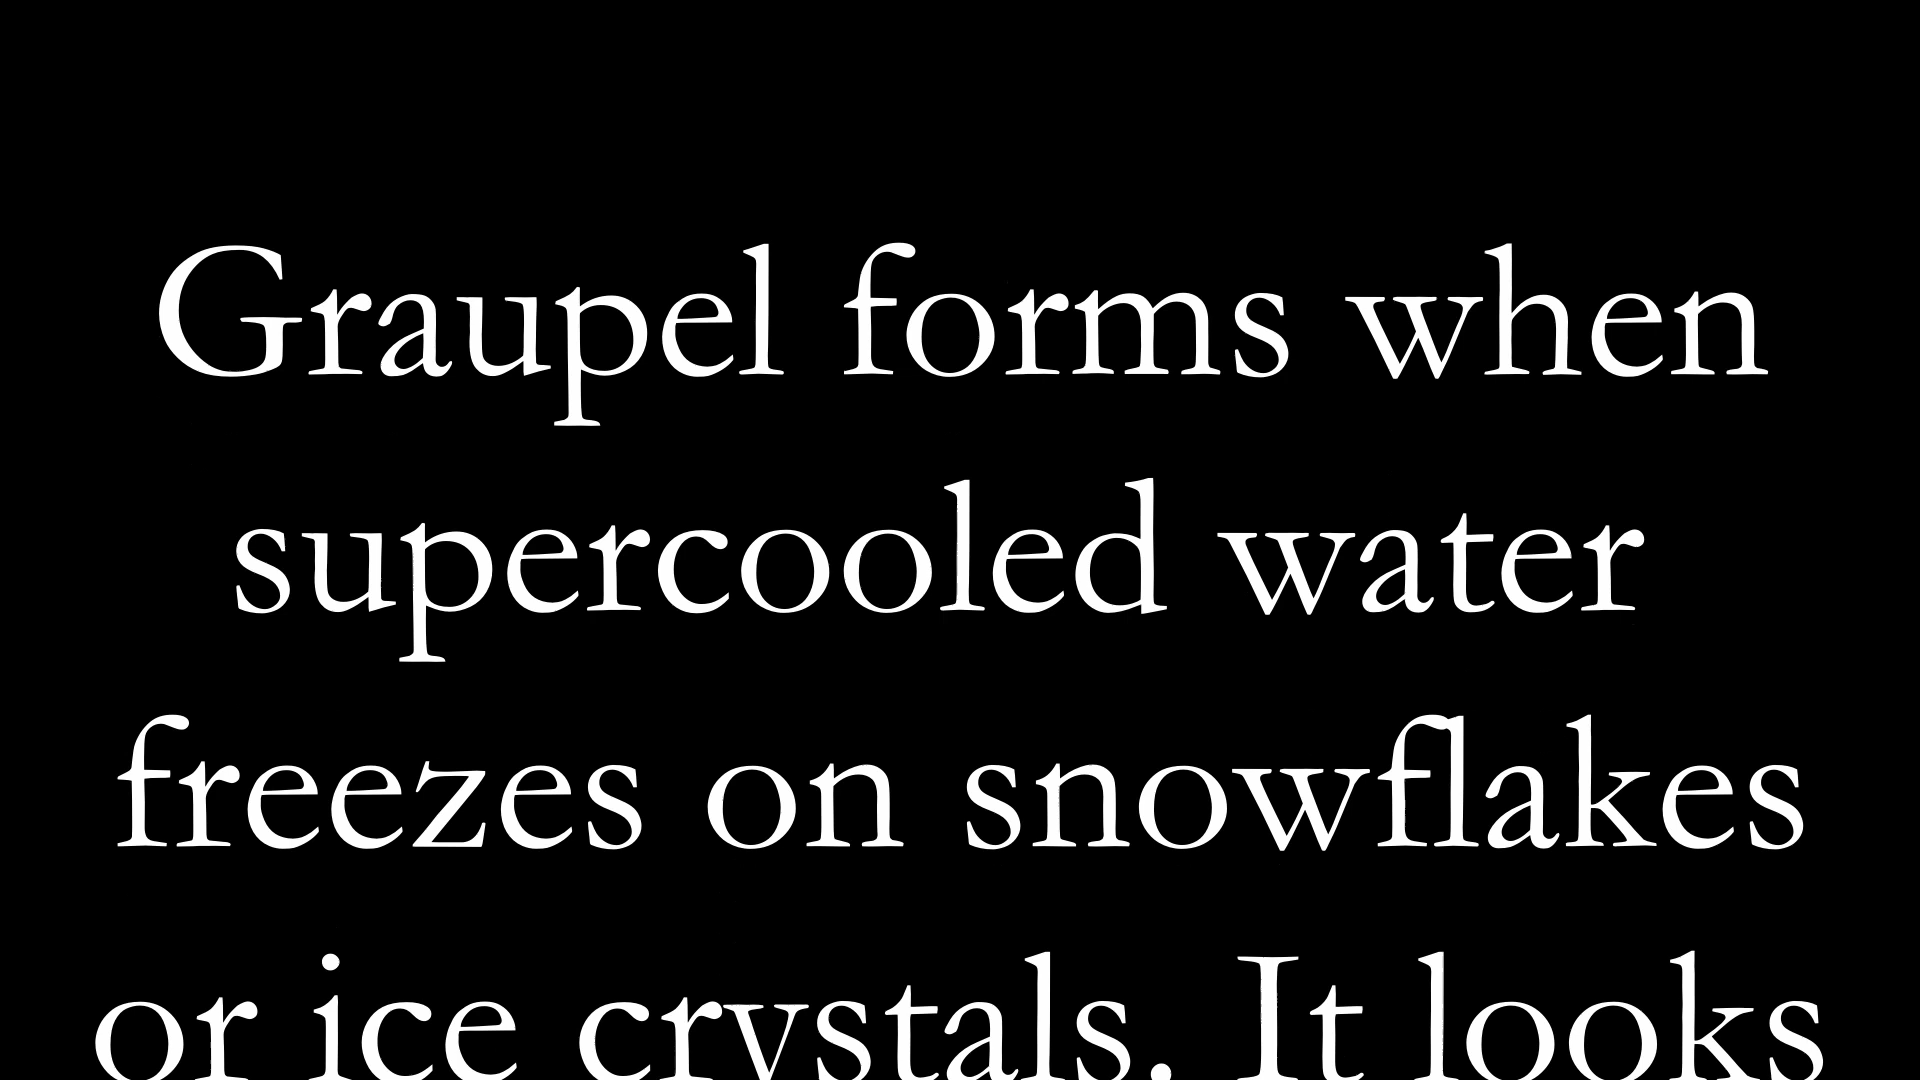 Graupel forms when
supercooled water
freezes on snowflakes
or ice crystals. It looks